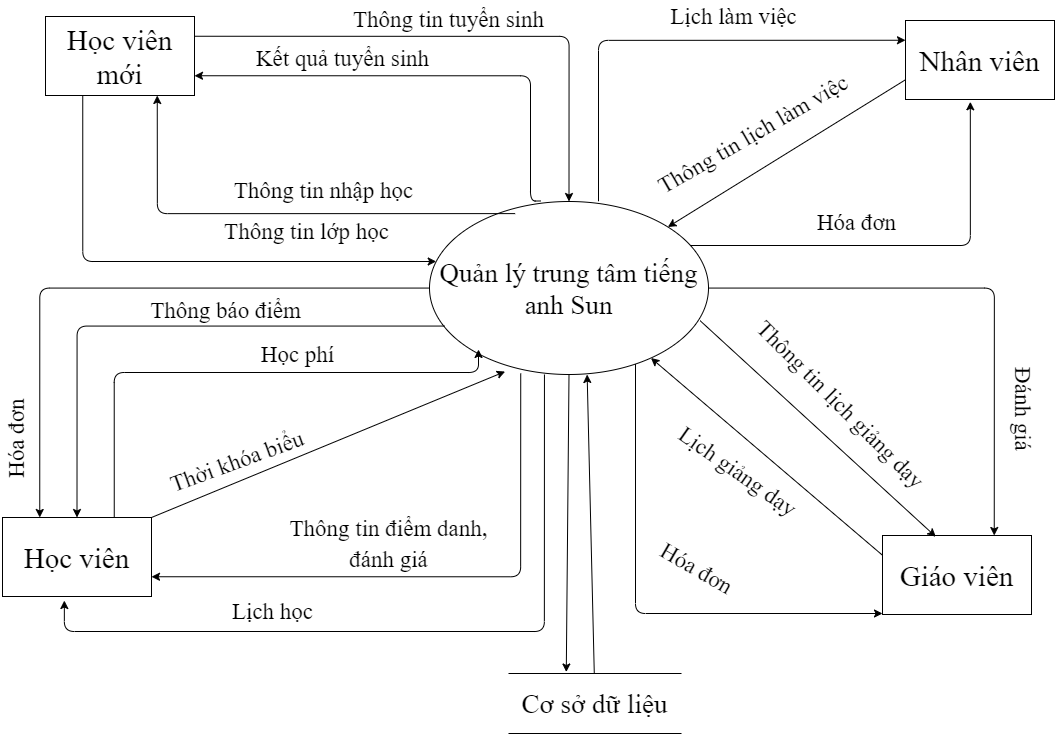 Thông tin tuyển sinh
Lịch làm việc
Học viên
mới
Kết quả tuyển sinh
Nhân viên
Thông tin lịch làm việc
Thông tin nhập học
Hóa đơn
Thông tin lớp học
Quản lý trung tâm tiếng
anh Sun
Thông báo điểm
Học phí
Thông tin lịch giảng dạy
Đánh giá
Hóa đơn
Thời khóa biểu
Lịch giảng dạy
Thông tin điểm danh,
đánh giá
Học viên
Hóa đơn
Giáo viên
Lịch học
Cơ sở dữ liệu